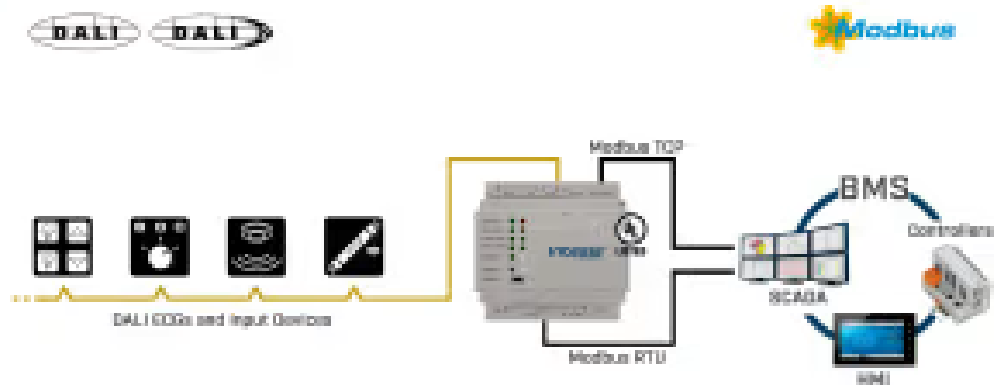 DALI DALI
Modbus
Modbus TCP
BMS
Controllers
SCADA
DALI ECGs and Input Devices
Modbus RTU
HMI